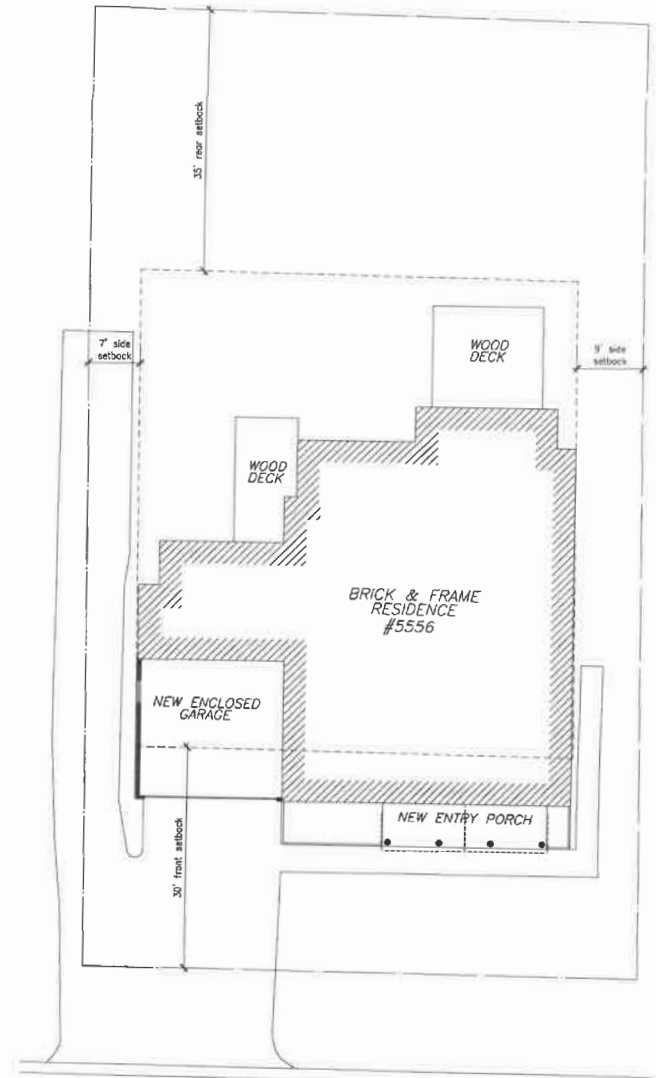 35' rear setback
7' side
setback
WOOD
DECK
9' side
setback
WOOD
DECK
BRICK & FRAME
RESIDENCE
#5556
NEW ENCLOSED
GARAGE
NEW ENTRY PORCH
30' front setback